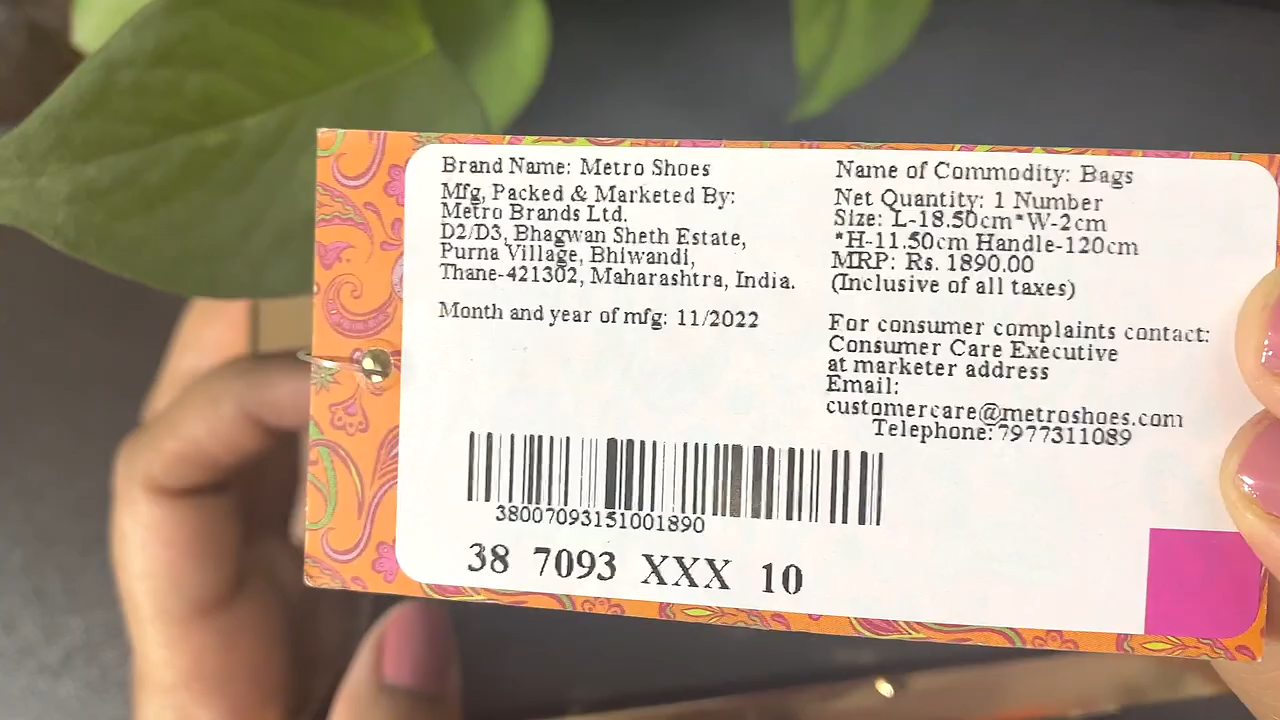 Brand Name: Metro Shoes
Mfg, Packed & Marketed By:
Metro Brands Ltd.
D2/D3, Bhagwan Sheth Estate,
Purna Village, Bhiwandi,
Thane-421302, Maharashtra, India.
Month and year of mfg: 11/2022
Name of Commodity: Bags
Net Quantity: 1 Number
Size: L-18.50cm*W-2cm
*H-11.50cm Handle-120cm
MRP: Rs. 1890.00
(Inclusive of all taxes)
For consumer complaints contact:
Consumer Care Executive
at marketer address
Email:
customercare@metroshoes.com
Telephone:7977311089
38007093151001890
38 7093 XXX 10